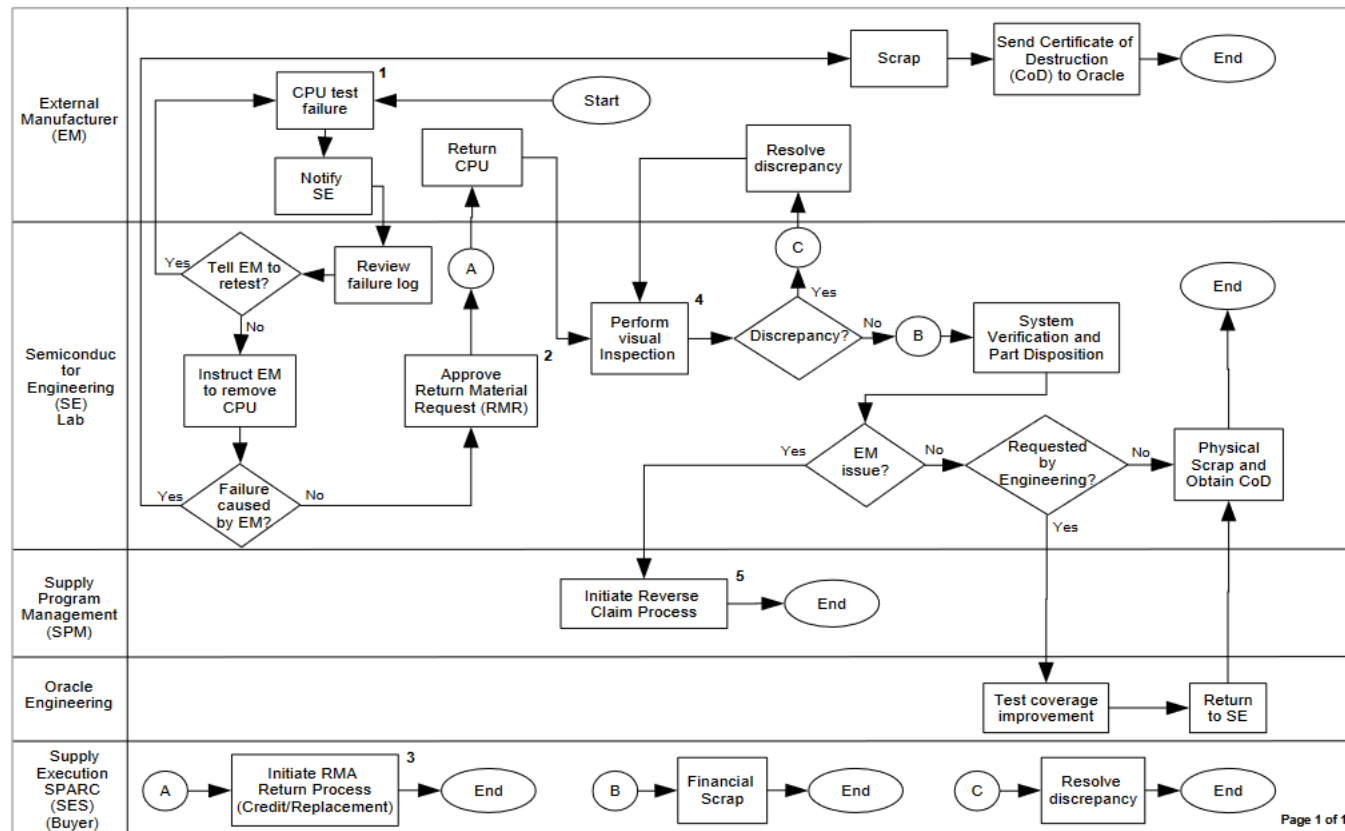 External
Manufacturer
(EM)
Scrap
Send Certificate of
Destruction
(CoD) to Oracle
End
1
CPU test
failure
Start
Notify
SE
Return
CPU
Resolve
discrepancy
Semiconduc
tor
Engineering
(SE)
Lab
Yes
Tell EM to
retest?
Review
failure log
A
C
Yes
End
No
Instruct EM
to remove
CPU
2
Approve
Return Material
Request (RMR)
4
Perform
visual
Inspection
Discrepancy?
No
B
System
Verification and
Part Disposition
Yes
Failure
caused
by EM?
No
Yes
EM
issue?
No
Requested
by
Engineering?
No
Yes
Physical
Scrap and
Obtain CoD
Supply
Program
Management
(SPM)
5
Initiate Reverse
Claim Process
End
Oracle
Engineering
Test coverage
improvement
Return
to SE
Supply
Execution
SPARC
(SES)
(Buyer)
A
3
Initiate RMA
Return Process
(Credit/Replacement)
End
B
Financial
Scrap
End
C
Resolve
discrepancy
End
Page 1 of 1